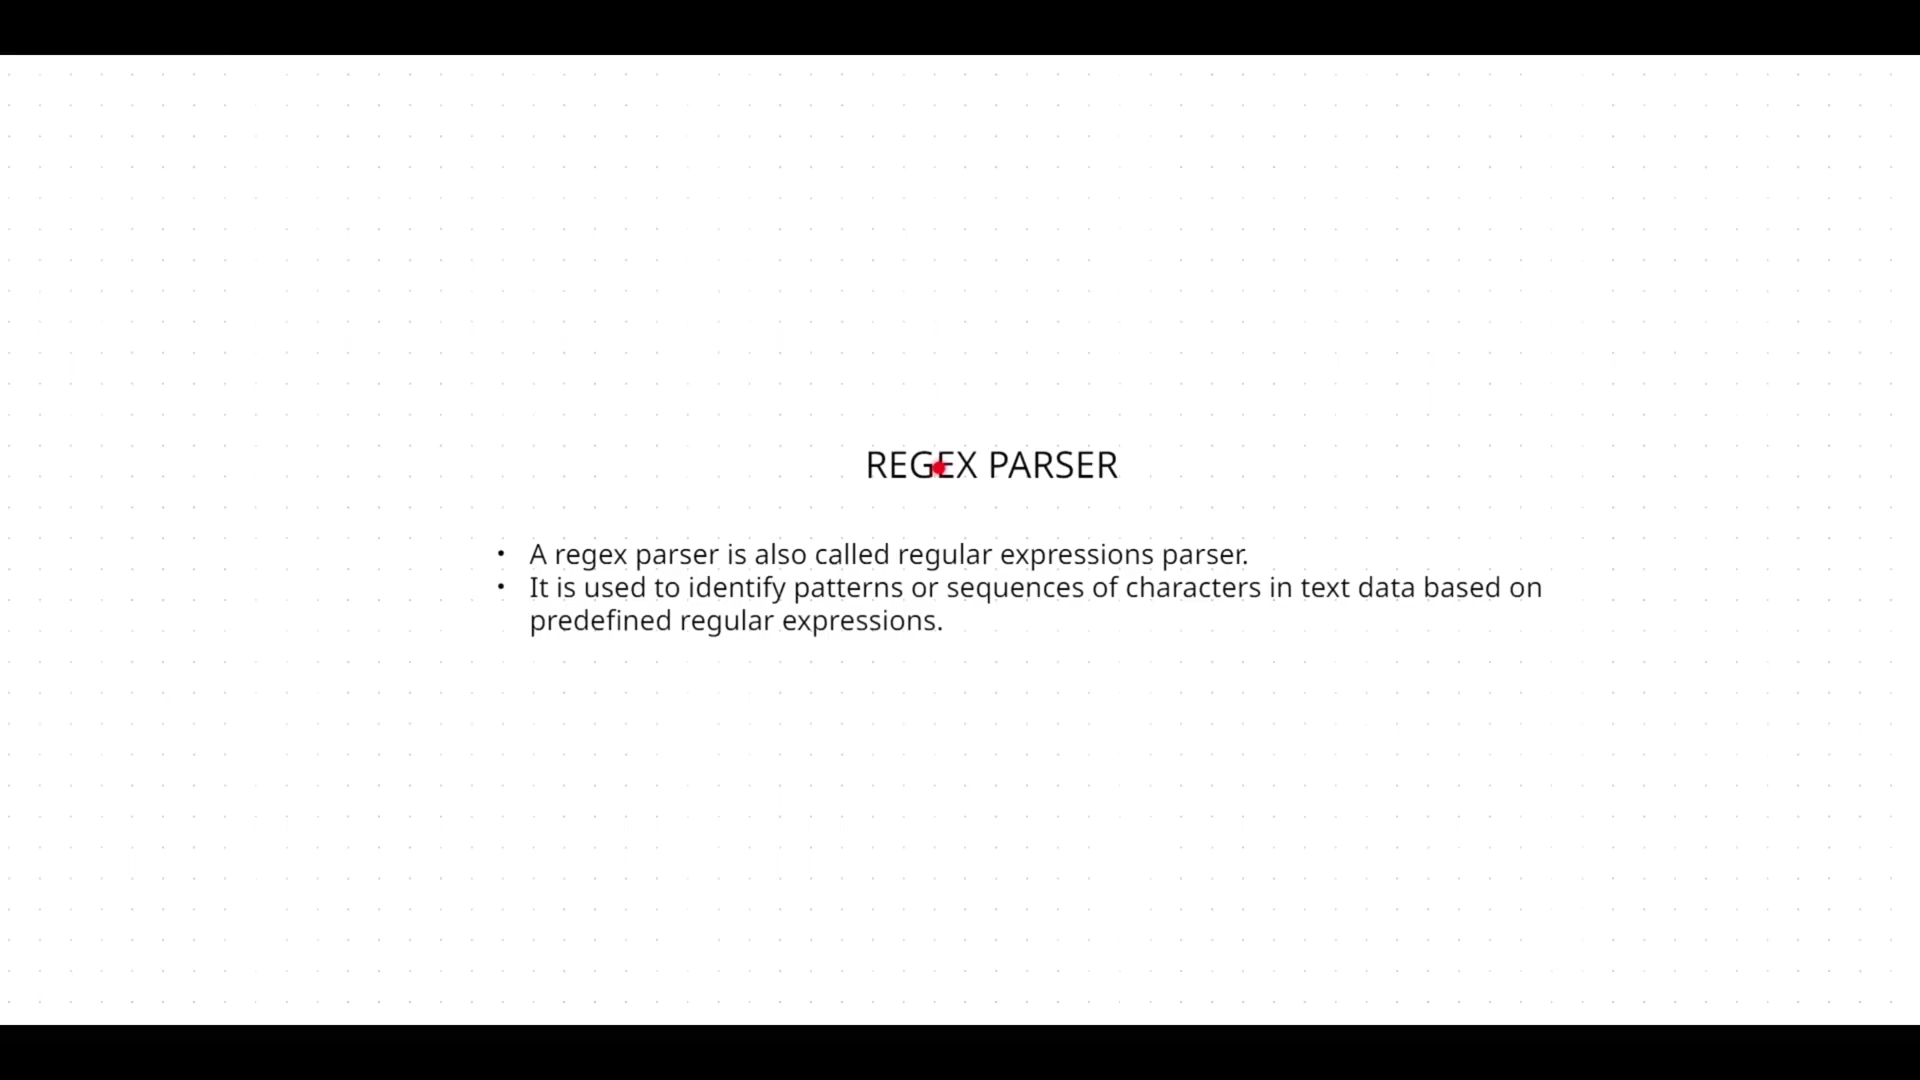 REGEX PARSER
• A regex parser is also called regular expressions parser.
• It is used to identify patterns or sequences of characters in text data based on
predefined regular expressions.